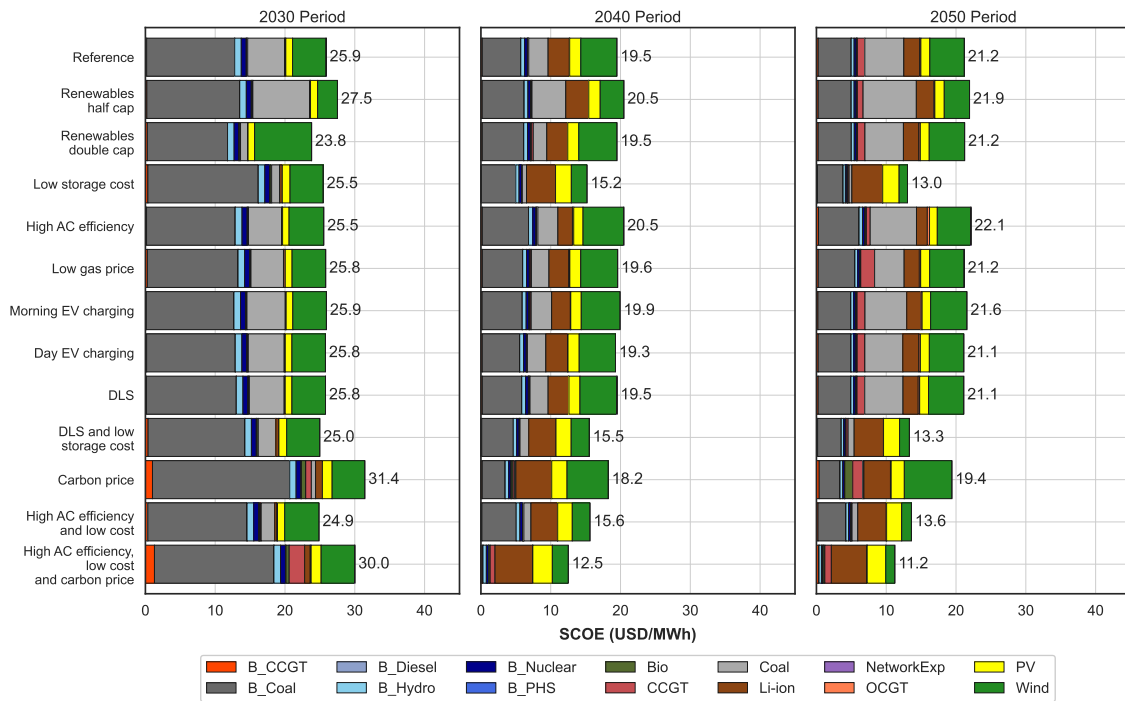 2030 Period
2040 Period
2050 Period
Reference
25.9
19.5
21.2
Renewables
half cap
27.5
20.5
21.9
Renewables
double cap
23.8
19.5
21.2
Low storage cost
25.5
15.2
13.0
High AC efficiency
25.5
20.5
22.1
Low gas price
25.8
19.6
21.2
Morning EV charging
25.9
19.9
21.6
Day EV charging
25.8
19.3
21.1
DLS
25.8
19.5
21.1
DLS and low
storage cost
25.0
15.5
13.3
Carbon price
31.4
18.2
19.4
High AC efficiency
and low cost
24.9
15.6
13.6
High AC efficiency,
low cost
and carbon price
30.0
12.5
11.2
0 10 20 30 40
0 10 20 30 40
0 10 20 30 40
SCOE (USD/MWh)
B_CCGT B_Diesel B_Nuclear Bio Coal NetworkExp PV
B_Coal B_Hydro B_PHS CCGT Li-ion OCGT Wind